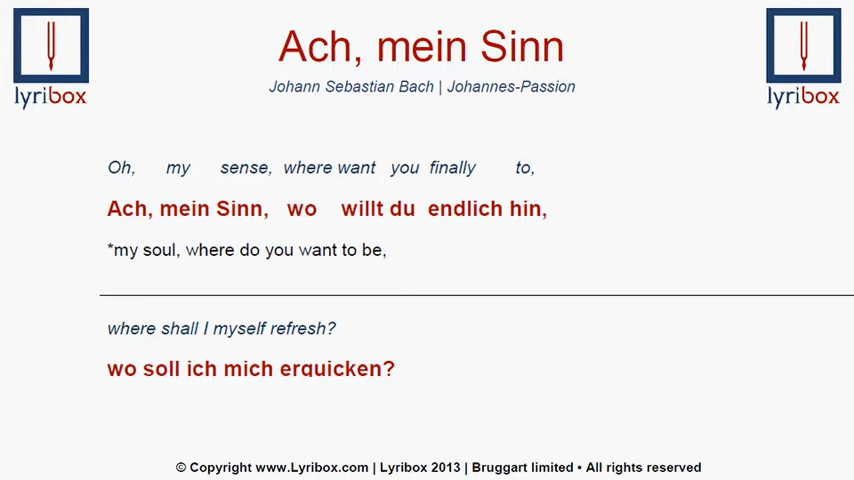 Ach, mein Sinn
Johann Sebastian Bach | Johannes-Passion
lyribox
lyribox
Oh, my sense, where want you finally to,
Ach, mein Sinn, wo willt du endlich hin,
*my soul, where do you want to be,
where shall I myself refresh?
wo soll ich mich erquicken?
© Copyright www.Lyribox.com | Lyribox 2013 | Bruggart limited • All rights reserved